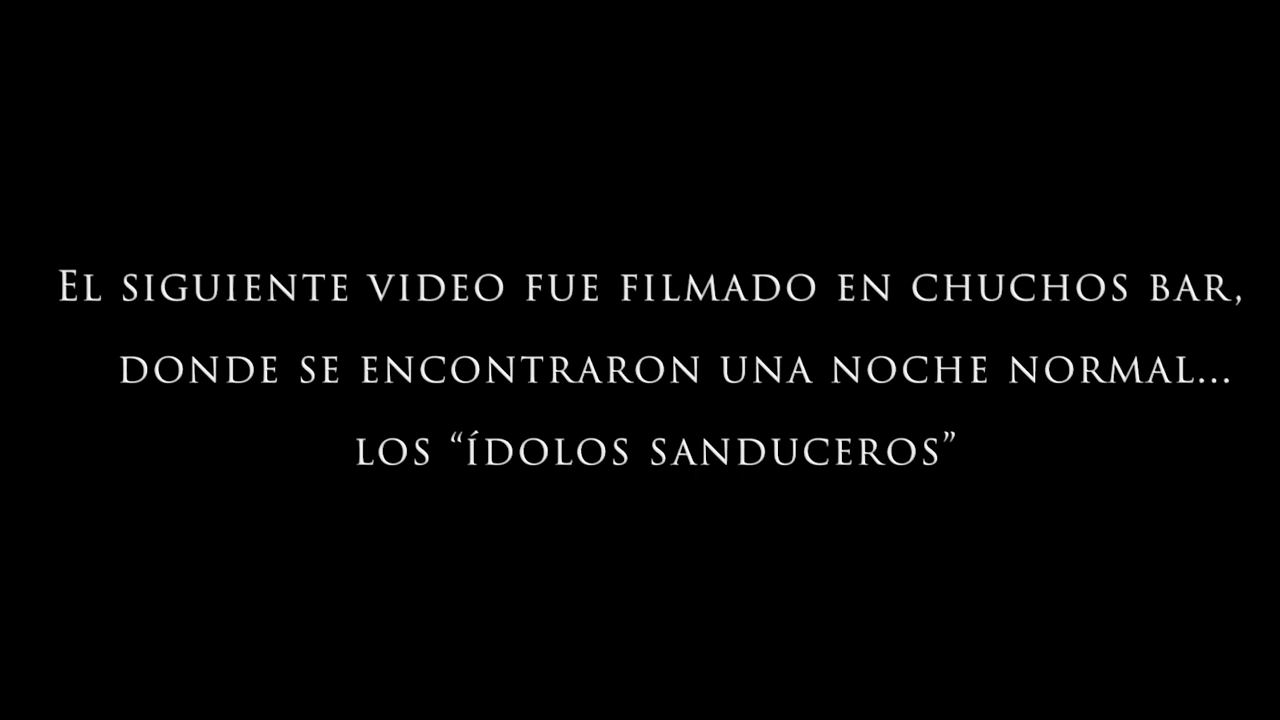 El siguiente video fue filmado en chuchos bar,
donde se encontraron una noche normal...
los “ídolos sanduceros”